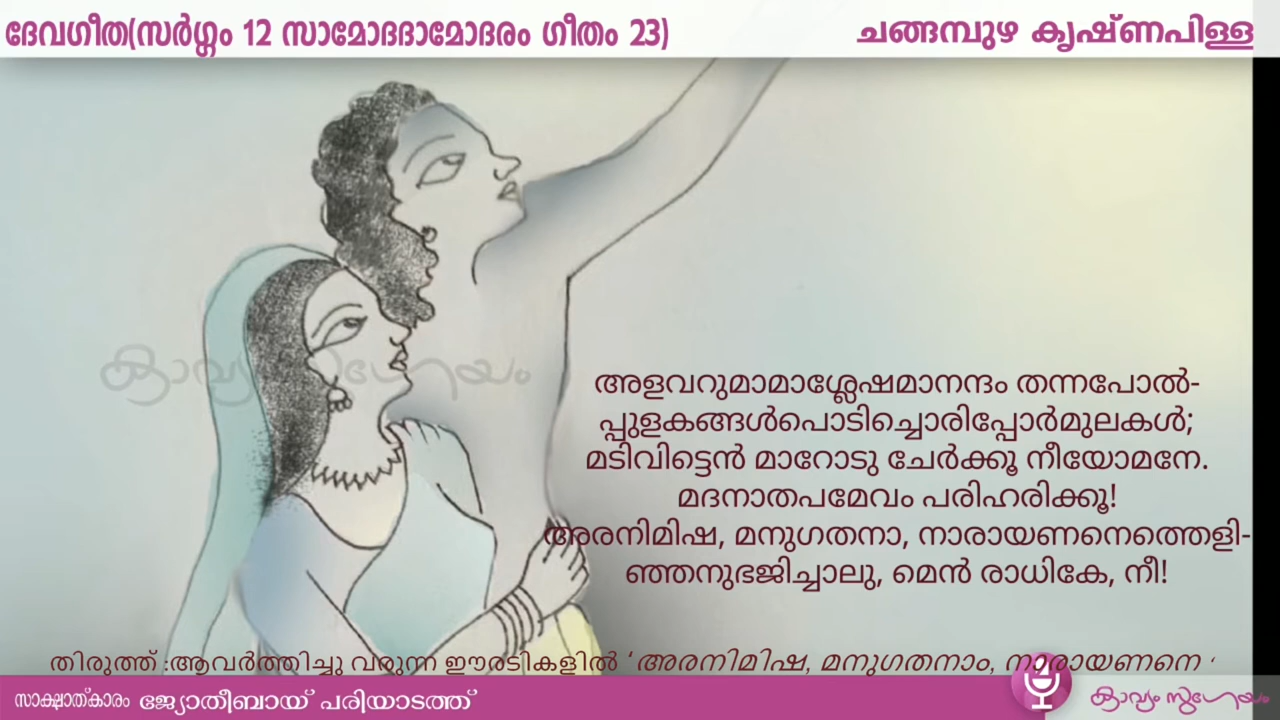 ദേവഗീത(സർഗ്ഗം 12 സാമോദദാമോദരം ഗീതം 23)
ചങ്ങമ്പുഴ കൃഷ്ണപിള്ള
കാവ്യം സുഗേയം
അളവറുമാമാശ്ലേഷമാനന്ദം തന്നപോൽ-
പ്പുളകങ്ങൾപൊടിച്ചൊരിപ്പോർമുലകൾ;
മടിവിട്ടെൻ മാറോടു ചേർക്കൂ നീയോമനേ.
മദനാതപമേവം പരിഹരിക്കൂ!
അരനിമിഷ, മനുഗതനാ, നാരായണനെത്തെളി-
ഞ്ഞനുഭജിച്ചാലു, മെൻ രാധികേ, നീ!
തിരുത്ത് :ആവർത്തിച്ചു വരുന്ന ഈരടികളിൽ ‘അരനിമിഷ, മനുഗതനാം, നാരായണനെ ‘
സാക്ഷാത്കാരം ജ്യോതീബായ് പരിയാടത്ത്
കാവ്യം സുഗേയം